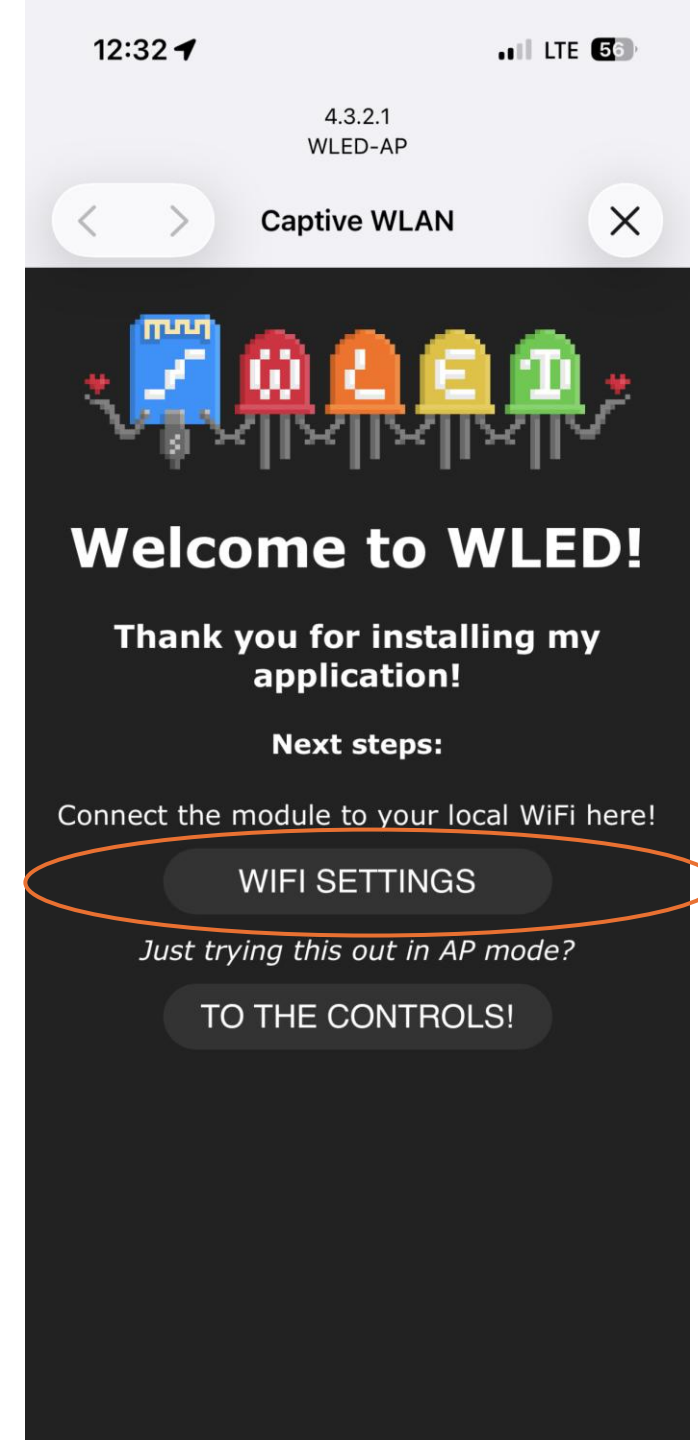 12:32
LTE 56
4.3.2.1
WLED-AP
Captive WLAN
WLED
Welcome to WLED!
Thank you for installing my
application!
Next steps:
Connect the module to your local WiFi here!
WIFI SETTINGS
Just trying this out in AP mode?
TO THE CONTROLS!